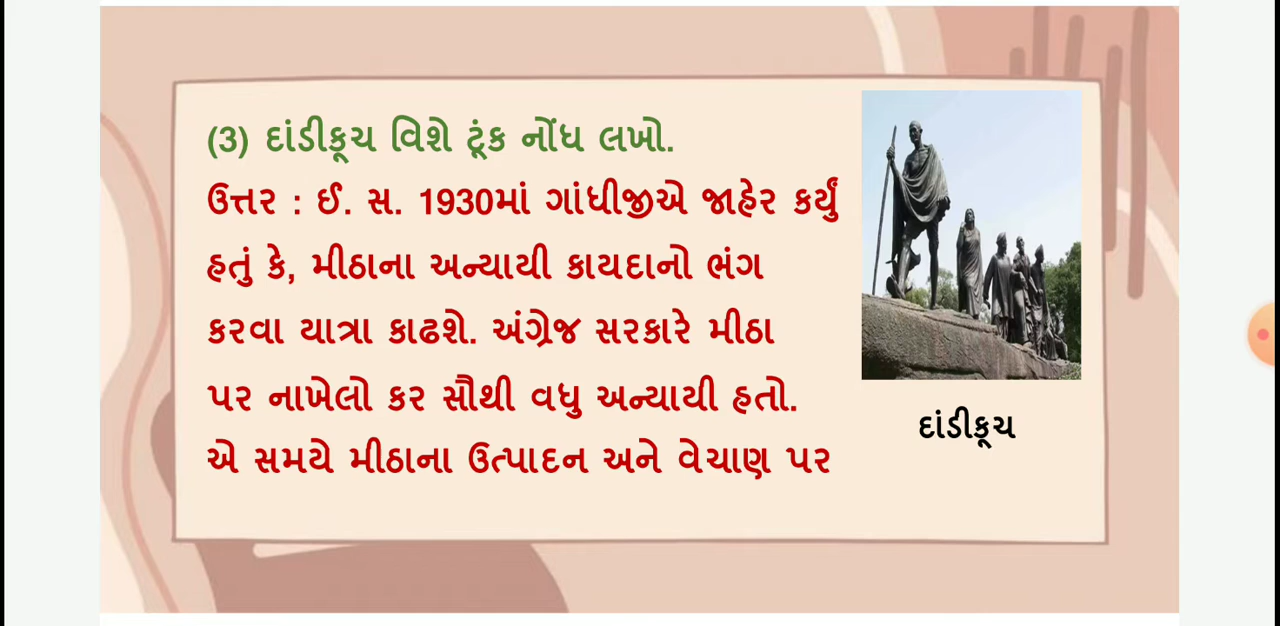 (3) દાંડીકૂચ વિશે ટૂંક નોંધ લખો.
ઉત્તર : ઈ. સ. 1930માં ગાંધીજીએ જાહેર કર્યું
હતું કે, મીઠાના અન્યાયી કાયદાનો ભંગ
કરવા યાત્રા કાઢશે. અંગ્રેજ સરકારે મીઠા
પર નાખેલો કર સૌથી વધુ અન્યાયી હતો.
એ સમયે મીઠાના ઉત્પાદન અને વેચાણ પર
દાંડીકૂચ